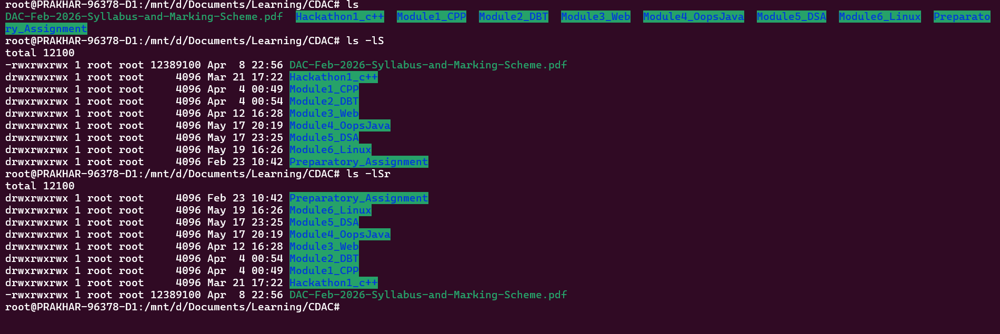 root@PRAKHAR-96378-D1:/mnt/d/Documents/Learning/CDAC# ls
DAC-Feb-2026-Syllabus-and-Marking-Scheme.pdf  Hackathon1_c++  Module1_CPP  Module2_DBT  Module3_Web  Module4_OopsJava  Module5_DSA  Module6_Linux  Preparato
ry_Assignment
root@PRAKHAR-96378-D1:/mnt/d/Documents/Learning/CDAC# ls -lS
total 12100
-rwxrwxrwx 1 root root 12389100 Apr  8 22:56 DAC-Feb-2026-Syllabus-and-Marking-Scheme.pdf
drwxrwxrwx 1 root root     4096 Mar 21 17:22 Hackathon1_c++
drwxrwxrwx 1 root root     4096 Apr  4 00:49 Module1_CPP
drwxrwxrwx 1 root root     4096 Apr  4 00:54 Module2_DBT
drwxrwxrwx 1 root root     4096 Apr 12 16:28 Module3_Web
drwxrwxrwx 1 root root     4096 May 17 20:19 Module4_OopsJava
drwxrwxrwx 1 root root     4096 May 17 23:25 Module5_DSA
drwxrwxrwx 1 root root     4096 May 19 16:26 Module6_Linux
drwxrwxrwx 1 root root     4096 Feb 23 10:42 Preparatory_Assignment
root@PRAKHAR-96378-D1:/mnt/d/Documents/Learning/CDAC# ls -lSr
total 12100
drwxrwxrwx 1 root root     4096 Feb 23 10:42 Preparatory_Assignment
drwxrwxrwx 1 root root     4096 May 19 16:26 Module6_Linux
drwxrwxrwx 1 root root     4096 May 17 23:25 Module5_DSA
drwxrwxrwx 1 root root     4096 May 17 20:19 Module4_OopsJava
drwxrwxrwx 1 root root     4096 Apr 12 16:28 Module3_Web
drwxrwxrwx 1 root root     4096 Apr  4 00:54 Module2_DBT
drwxrwxrwx 1 root root     4096 Apr  4 00:49 Module1_CPP
drwxrwxrwx 1 root root     4096 Mar 21 17:22 Hackathon1_c++
-rwxrwxrwx 1 root root 12389100 Apr  8 22:56 DAC-Feb-2026-Syllabus-and-Marking-Scheme.pdf
root@PRAKHAR-96378-D1:/mnt/d/Documents/Learning/CDAC#